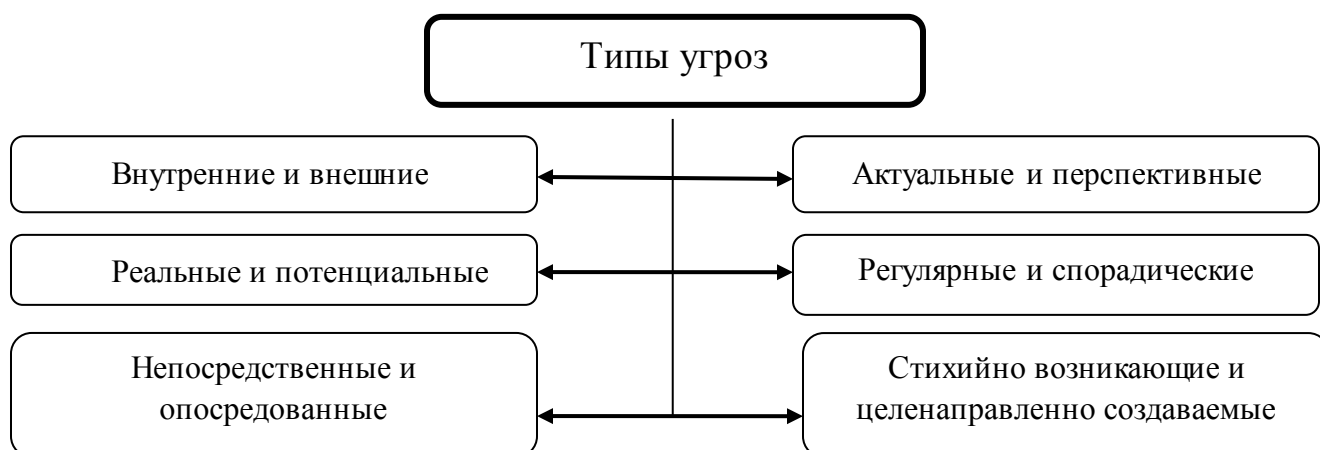 Типы угроз
Внутренние и внешние
Актуальные и перспективные
Реальные и потенциальные
Регулярные и спорадические
Непосредственные и
опосредованные
Стихийно возникающие и
целенаправленно создаваемые